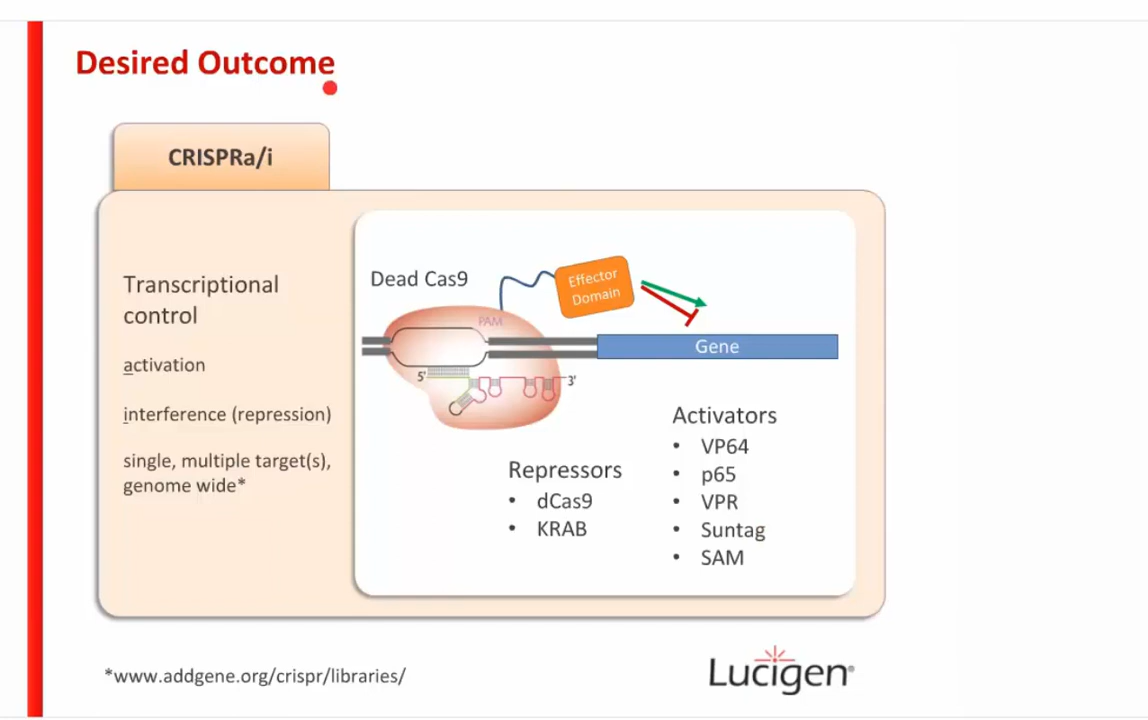 Desired Outcome
CRISPRa/i
Transcriptional
control
activation
interference (repression)
single, multiple target(s),
genome wide*
Dead Cas9
Effector
Domain
PAM
Gene
5'
3'
Repressors
• dCas9
• KRAB
Activators
• VP64
• p65
• VPR
• Suntag
• SAM
*www.addgene.org/crispr/libraries/
Lucigen®